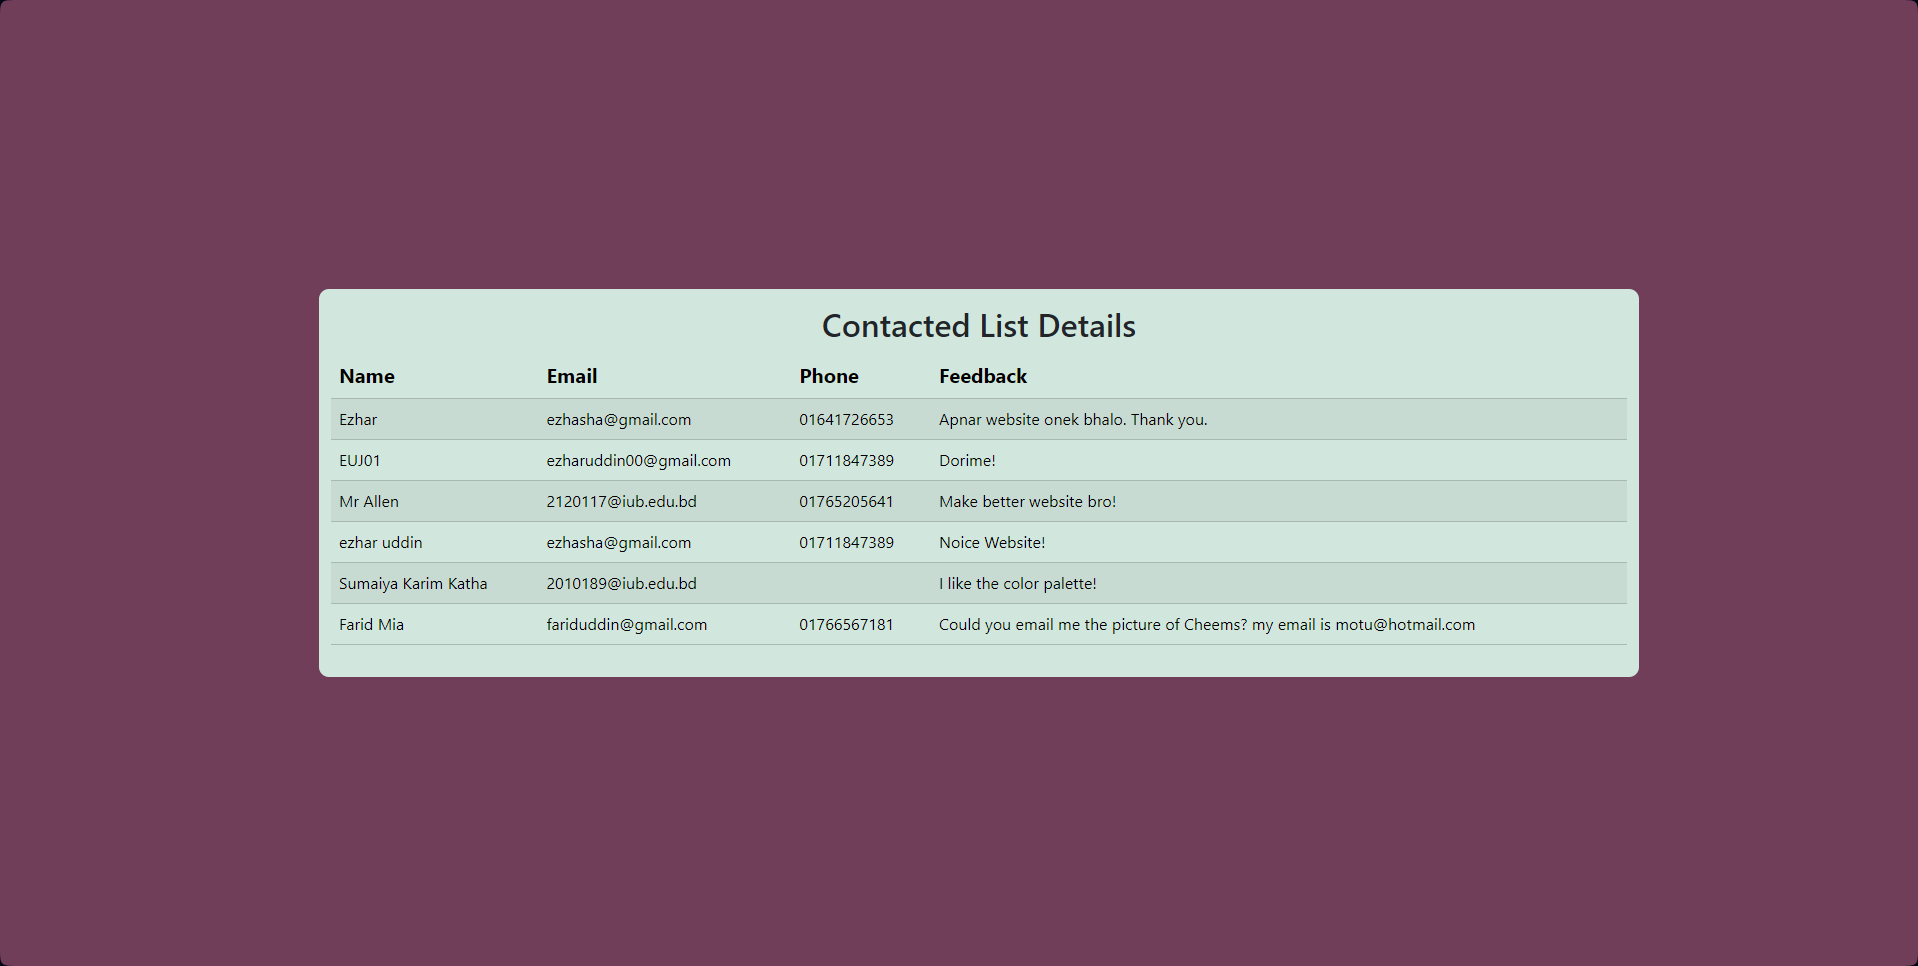 Contacted List Details
Name Email Phone Feedback
Ezhar ezhasha@gmail.com 01641726653 Apnar website onek bhalo. Thank you.
EUJ01 ezharuddin00@gmail.com 01711847389 Dorime!
Mr Allen 2120117@iub.edu.bd 01765205641 Make better website bro!
ezhar uddin ezhasha@gmail.com 01711847389 Noice Website!
Sumaiya Karim Katha 2010189@iub.edu.bd I like the color palette!
Farid Mia fariduddin@gmail.com 01766567181 Could you email me the picture of Cheems? my email is motu@hotmail.com